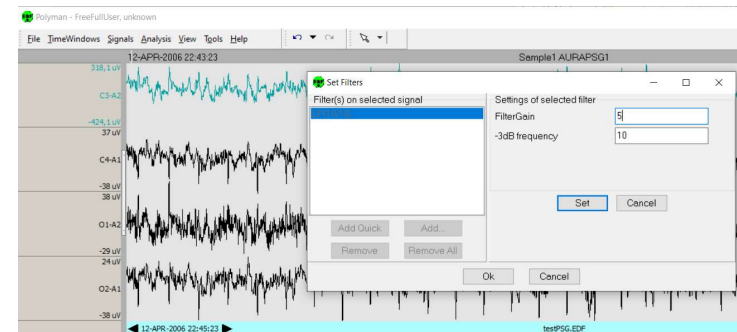 Polyman - FreeFullUser, unknown
File TimeWindows Signals Analysis View Tools Help
12-APR-2006 22:43:23 Sample1 AURAPSG1
318,1 uV
C3-A2
-424,1 uV
37 uV
C4-A1
-38 uV
38 uV
O1-A2
-29 uV
24 uV
O2-A1
-38 uV
Set Filters
Filter(s) on selected signal
Settings of selected filter
FilterGain 5
-3dB frequency 10
Set Cancel
Add Quick Add...
Remove Remove All
Ok Cancel
12-APR-2006 22:45:23 testPSG.EDF